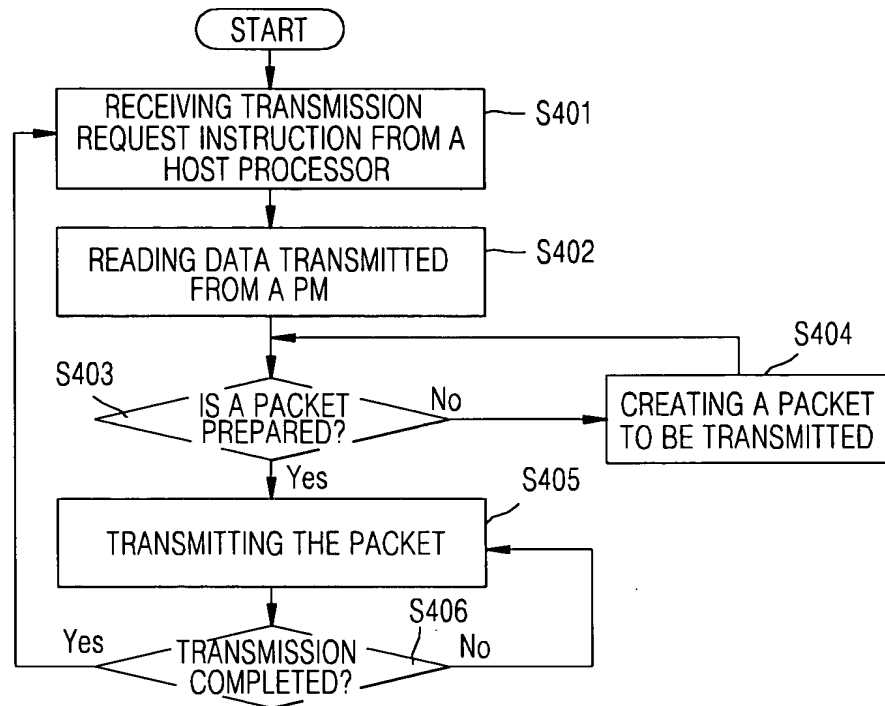 START
RECEIVING TRANSMISSION
REQUEST INSTRUCTION FROM A
HOST PROCESSOR
S401
READING DATA TRANSMITTED
FROM A PM
S402
S403
IS A PACKET
PREPARED?
No
S404
CREATING A PACKET
TO BE TRANSMITTED
Yes
S405
TRANSMITTING THE PACKET
Yes
TRANSMISSION
COMPLETED?
S406
No